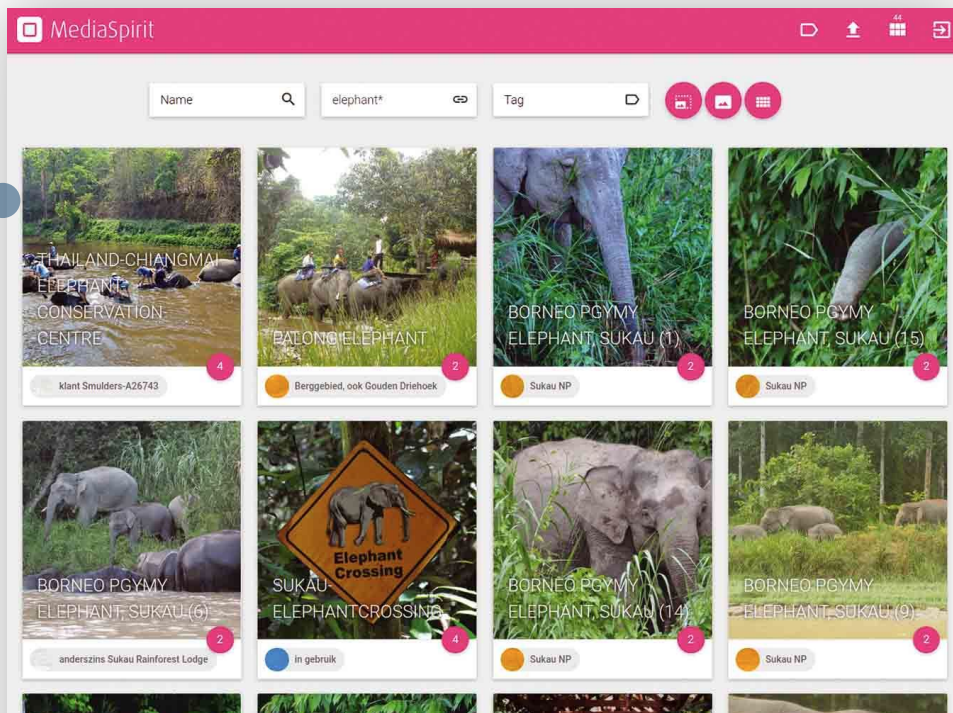 MediaSpirit
44
Name
elephant*
Tag
THAILAND-CHIANGMAI-
ELEPHANT-
CONSERVATION-
CENTRE
4
klant Smulders-A26743
PALONG ELEPHANT
2
Berggebied, ook Gouden Driehoek
BORNEO PGYMY
ELEPHANT, SUKAU (1)
2
Sukau NP
BORNEO PGYMY
ELEPHANT, SUKAU (15)
2
Sukau NP
BORNEO PGYMY
ELEPHANT, SUKAU (6)
2
anderszins Sukau Rainforest Lodge
Elephant
Crossing
SUKAU-
ELEPHANTCROSSING
4
in gebruik
BORNEO PGYMY
ELEPHANT, SUKAU (14)
2
Sukau NP
BORNEO PGYMY
ELEPHANT, SUKAU (9)
2
Sukau NP